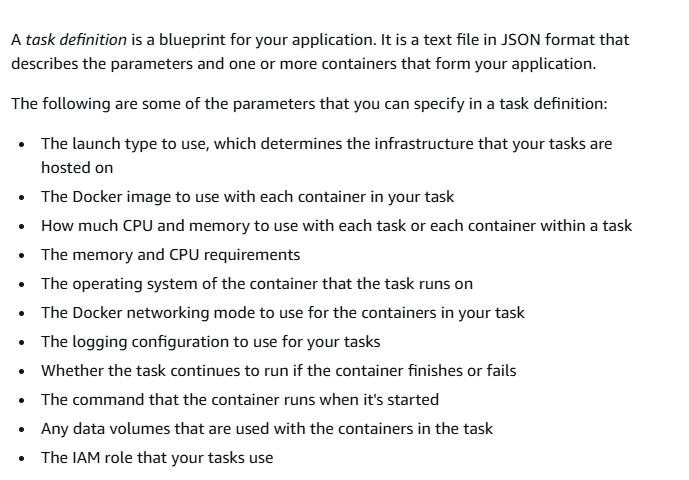 A task definition is a blueprint for your application. It is a text file in JSON format that
describes the parameters and one or more containers that form your application.
The following are some of the parameters that you can specify in a task definition:
• The launch type to use, which determines the infrastructure that your tasks are
hosted on
• The Docker image to use with each container in your task
• How much CPU and memory to use with each task or each container within a task
• The memory and CPU requirements
• The operating system of the container that the task runs on
• The Docker networking mode to use for the containers in your task
• The logging configuration to use for your tasks
• Whether the task continues to run if the container finishes or fails
• The command that the container runs when it's started
• Any data volumes that are used with the containers in the task
• The IAM role that your tasks use